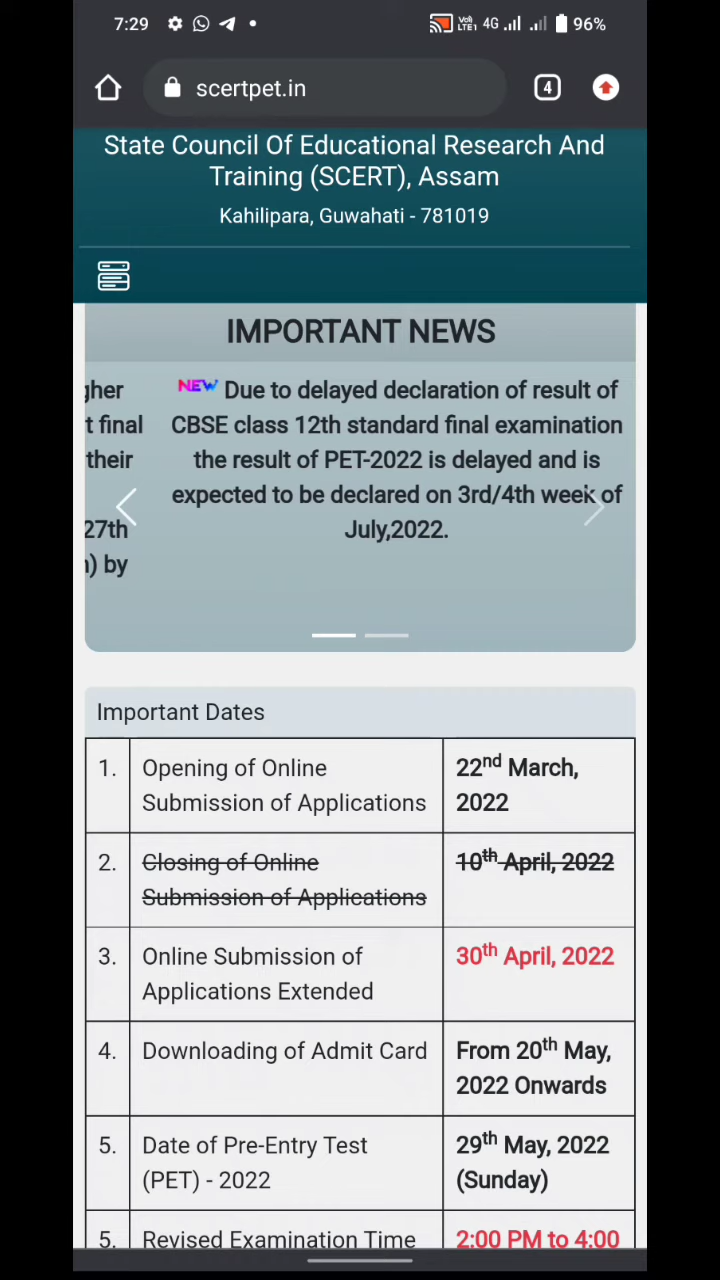 7:29
Vo)) LTE1 4G 96%
scertpet.in
4
State Council Of Educational Research And
Training (SCERT), Assam
Kahilipara, Guwahati - 781019
IMPORTANT NEWS
gher
t final
their
27th
) by
NEW Due to delayed declaration of result of
CBSE class 12th standard final examination
the result of PET-2022 is delayed and is
expected to be declared on 3rd/4th week of
July,2022.
Important Dates
1. Opening of Online
Submission of Applications
22nd March,
2022
2. Closing of Online
Submission of Applications
10th April, 2022
3. Online Submission of
Applications Extended
30th April, 2022
4. Downloading of Admit Card
From 20th May,
2022 Onwards
5. Date of Pre-Entry Test
(PET) - 2022
29th May, 2022
(Sunday)
5. Revised Examination Time
2:00 PM to 4:00